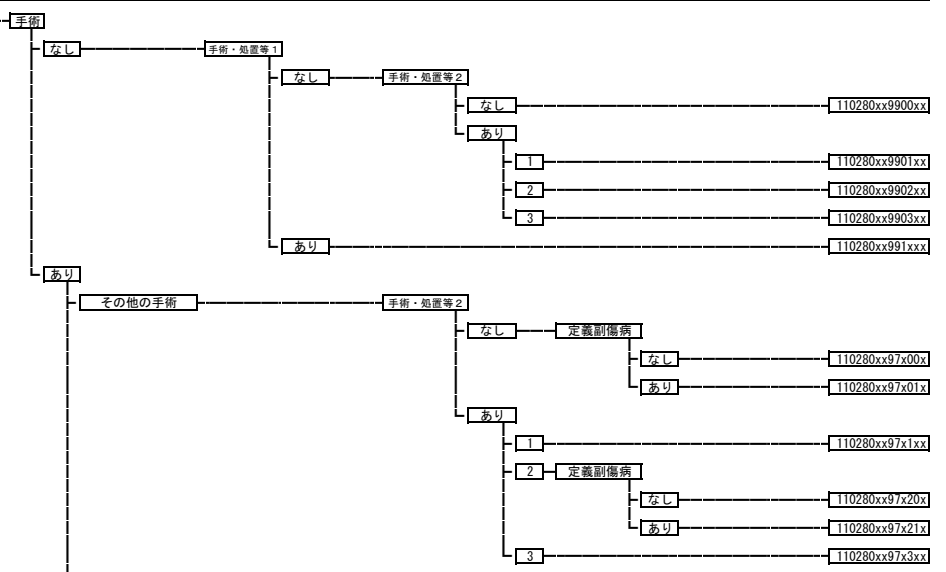 手術
なし 手術・処置等1
なし 手術・処置等2
なし 110280xx9900xx
あり
1 110280xx9901xx
2 110280xx9902xx
3 110280xx9903xx
あり 110280xx991xxx
あり
その他の手術 手術・処置等2
なし 定義副傷病
なし 110280xx97x00x
あり 110280xx97x01x
あり
1 110280xx97x1xx
2 定義副傷病
なし 110280xx97x20x
あり 110280xx97x21x
3 110280xx97x3xx